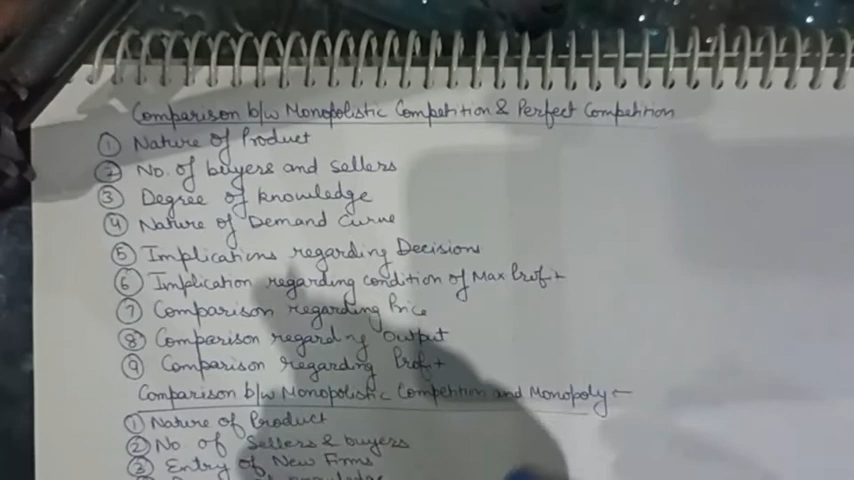 Comparison b/w Monopolistic Competition & Perfect Competition
① Nature of Product
② No. of buyers and sellers
③ Degree of knowledge
④ Nature of Demand Curve
⑤ Implications regarding Decisions
⑥ Implication regarding condition of Max Profit
⑦ Comparison regarding Price
⑧ Comparison regarding Output
⑨ Comparison regarding Profit
Comparison b/w Monopolistic Competition and Monopoly
① Nature of Product
② No of Sellers & buyers
③ Entry of New Firms